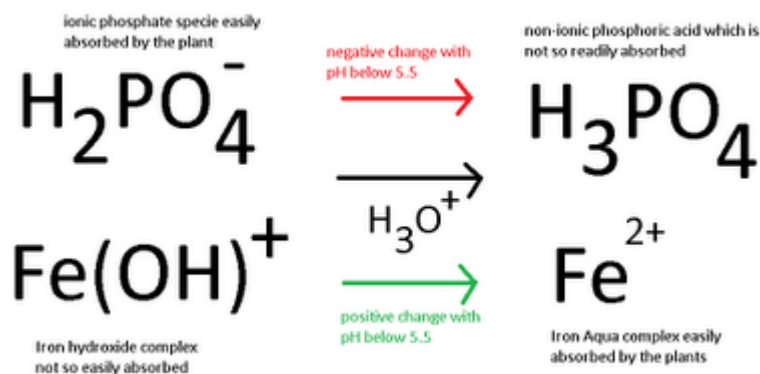 ionic phosphate specie easily
absorbed by the plant
H₂PO₄⁻
negative change with
pH below 5.5
non-ionic phosphoric acid which is
not so readily absorbed
H₃PO₄
H₃O⁺
Fe(OH)⁺
Fe²⁺
positive change with
pH below 5.5
Iron hydroxide complex
not so easily absorbed
Iron Aqua complex easily
absorbed by the plants